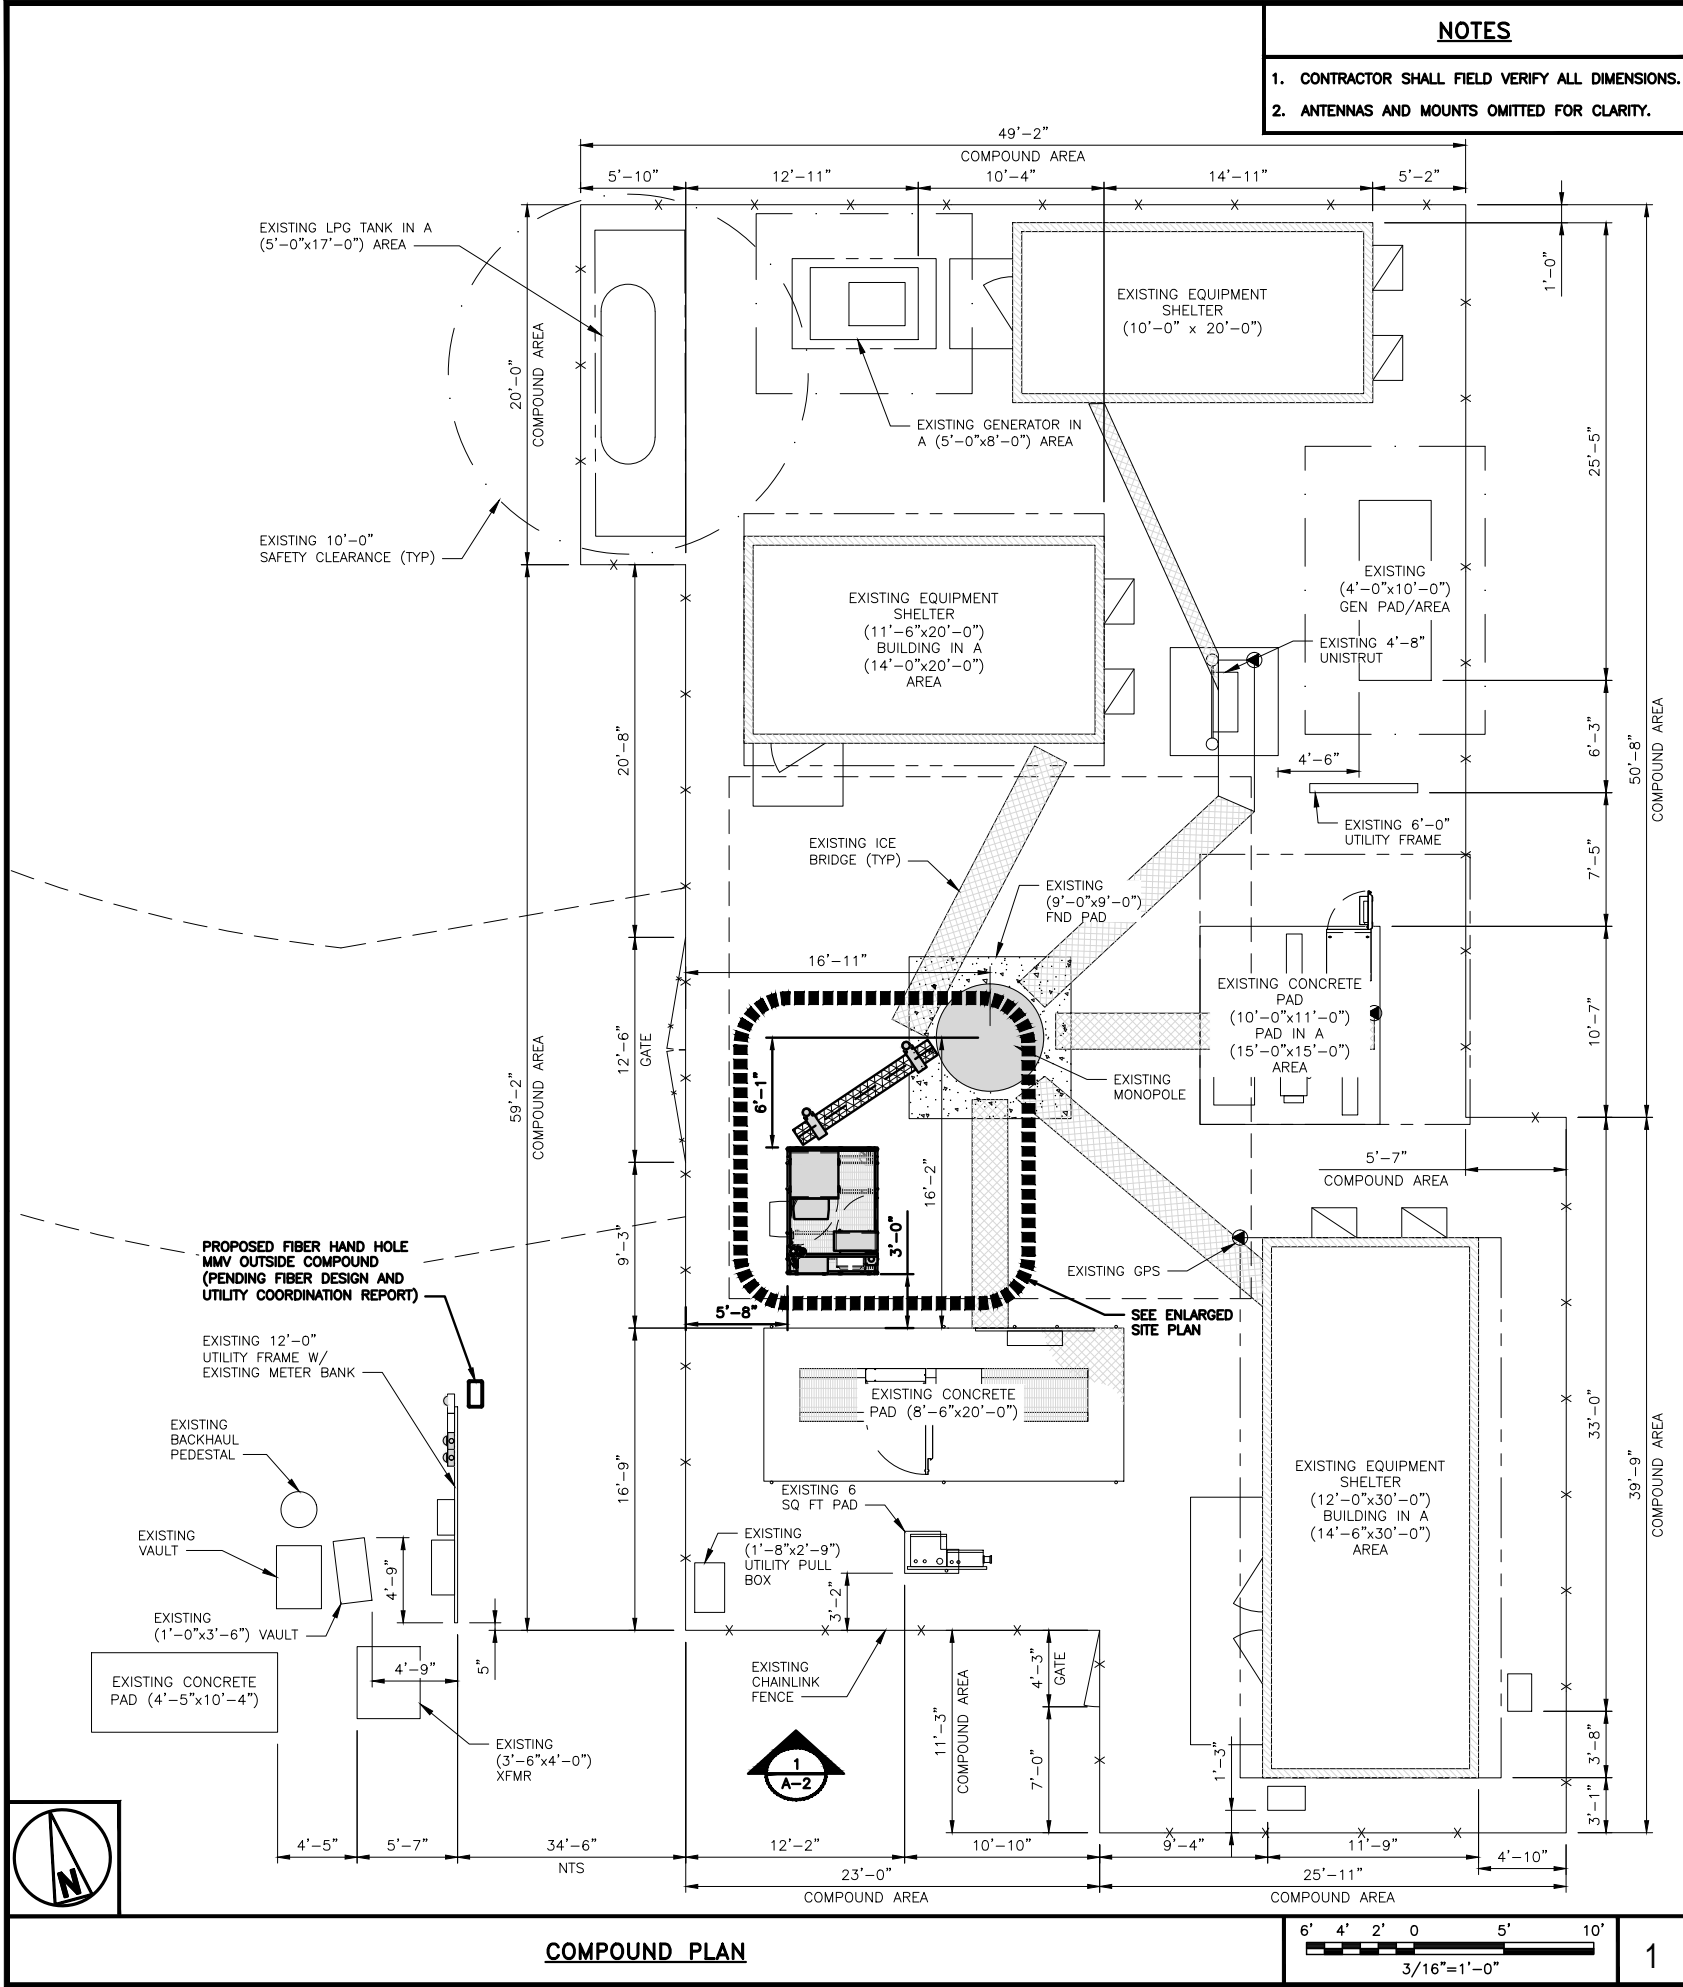 NOTES
1. CONTRACTOR SHALL FIELD VERIFY ALL DIMENSIONS.
2. ANTENNAS AND MOUNTS OMITTED FOR CLARITY.
49'-2"
COMPOUND AREA
5'-10"
12'-11"
10'-4"
14'-11"
5'-2"
EXISTING LPG TANK IN A
(5'-0"x17'-0") AREA
20'-0"
COMPOUND AREA
EXISTING EQUIPMENT
SHELTER
(10'-0" x 20'-0")
1'-0"
EXISTING GENERATOR IN
A (5'-0"x8'-0") AREA
25'-5"
EXISTING 10'-0"
SAFETY CLEARANCE (TYP)
EXISTING EQUIPMENT
SHELTER
(11'-6"x20'-0")
BUILDING IN A
(14'-0"x20'-0")
AREA
EXISTING
(4'-0"x10'-0")
GEN PAD/AREA
EXISTING 4'-8"
UNISTRUT
20'-8"
4'-6"
6'-3"
50'-8"
COMPOUND AREA
EXISTING 6'-0"
UTILITY FRAME
7'-5"
EXISTING ICE
BRIDGE (TYP)
EXISTING
(9'-0"x9'-0")
FND PAD
16'-11"
EXISTING CONCRETE
PAD
(10'-0"x11'-0")
PAD IN A
(15'-0"x15'-0")
AREA
10'-7"
12'-6"
GATE
59'-2"
COMPOUND AREA
6'-1"
EXISTING
MONOPOLE
16'-2"
5'-7"
COMPOUND AREA
9'-3"
3'-0"
PROPOSED FIBER HAND HOLE
MMV OUTSIDE COMPOUND
(PENDING FIBER DESIGN AND
UTILITY COORDINATION REPORT)
EXISTING GPS
5'-8"
SEE ENLARGED
SITE PLAN
EXISTING 12'-0"
UTILITY FRAME W/
EXISTING METER BANK
EXISTING CONCRETE
PAD (8'-6"x20'-0")
33'-0"
39'-9"
COMPOUND AREA
EXISTING
BACKHAUL
PEDESTAL
16'-9"
EXISTING EQUIPMENT
SHELTER
(12'-0"x30'-0")
BUILDING IN A
(14'-6"x30'-0")
AREA
EXISTING 6
SQ FT PAD
EXISTING
VAULT
EXISTING
(1'-8"x2'-9")
UTILITY PULL
BOX
4'-9"
3'-2"
EXISTING
(1'-0"x3'-6") VAULT
5"
4'-9"
EXISTING CONCRETE
PAD (4'-5"x10'-4")
EXISTING
CHAINLINK
FENCE
4'-3"
GATE
11'-3"
COMPOUND AREA
7'-0"
EXISTING
(3'-6"x4'-0")
XFMR
1
A-2
1'-3"
3'-8"
3'-1"
N
4'-5"
5'-7"
34'-6"
NTS
12'-2"
10'-10"
9'-4"
11'-9"
4'-10"
23'-0"
COMPOUND AREA
25'-11"
COMPOUND AREA
COMPOUND PLAN
6' 4' 2' 0 5' 10'
3/16"=1'-0"
1